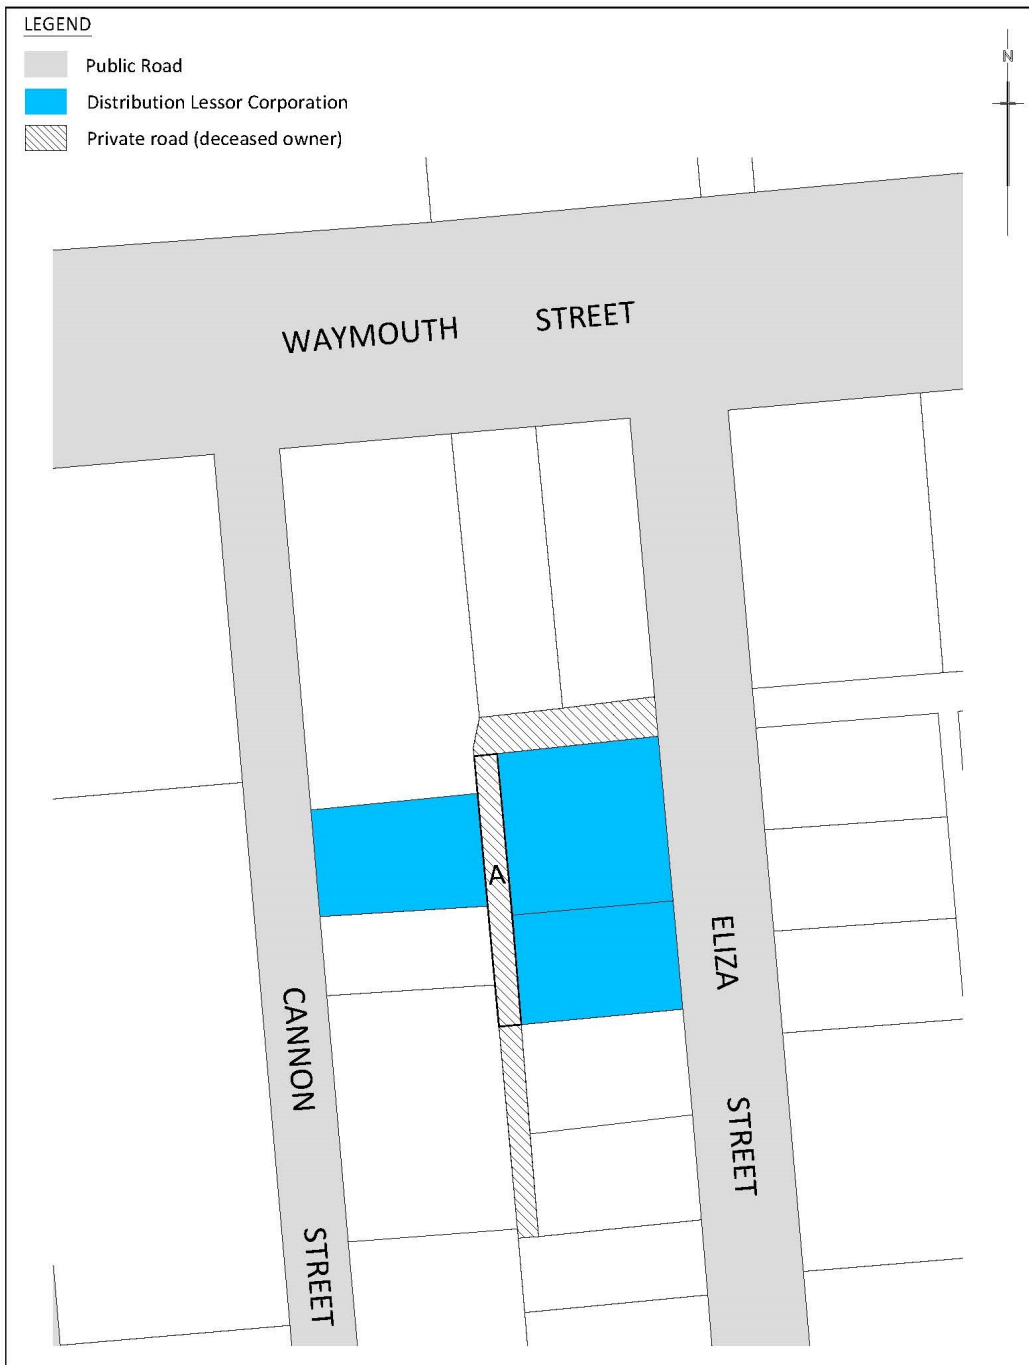 LEGEND
Public Road
Distribution Lessor Corporation
Private road (deceased owner)
N
WAYMOUTH STREET
A
ELIZA STREET
CANNON STREET